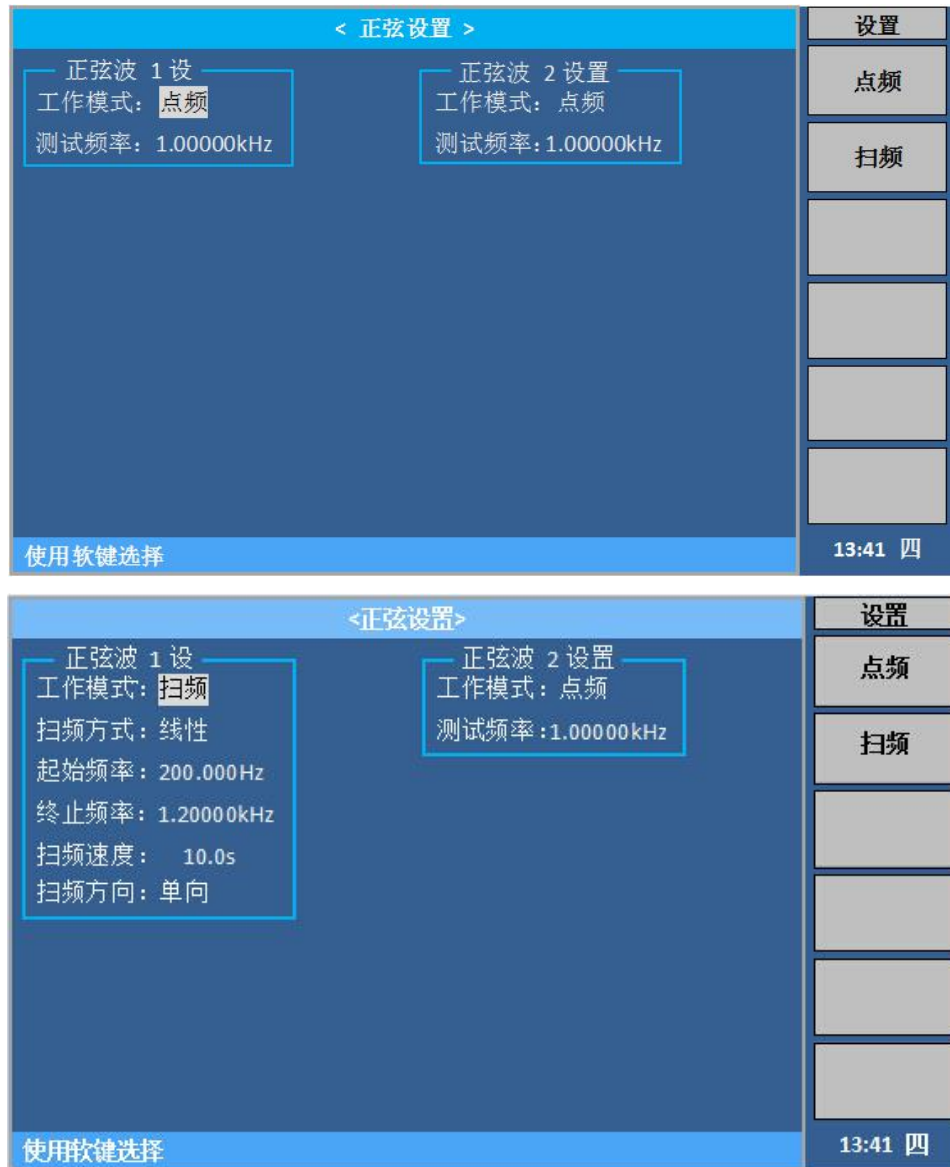 < 正弦设置 >
设置
正弦波 1 设
工作模式: 点频
测试频率: 1.00000kHz
正弦波 2 设置
工作模式: 点频
测试频率:1.00000kHz
点频
扫频
使用软键选择
13:41 四
<正弦设置>
设置
正弦波 1 设
工作模式: 扫频
扫频方式: 线性
起始频率: 200.000Hz
终止频率: 1.20000kHz
扫频速度: 10.0s
扫频方向: 单向
正弦波 2 设置
工作模式: 点频
测试频率:1.00000kHz
点频
扫频
使用软键选择
13:41 四